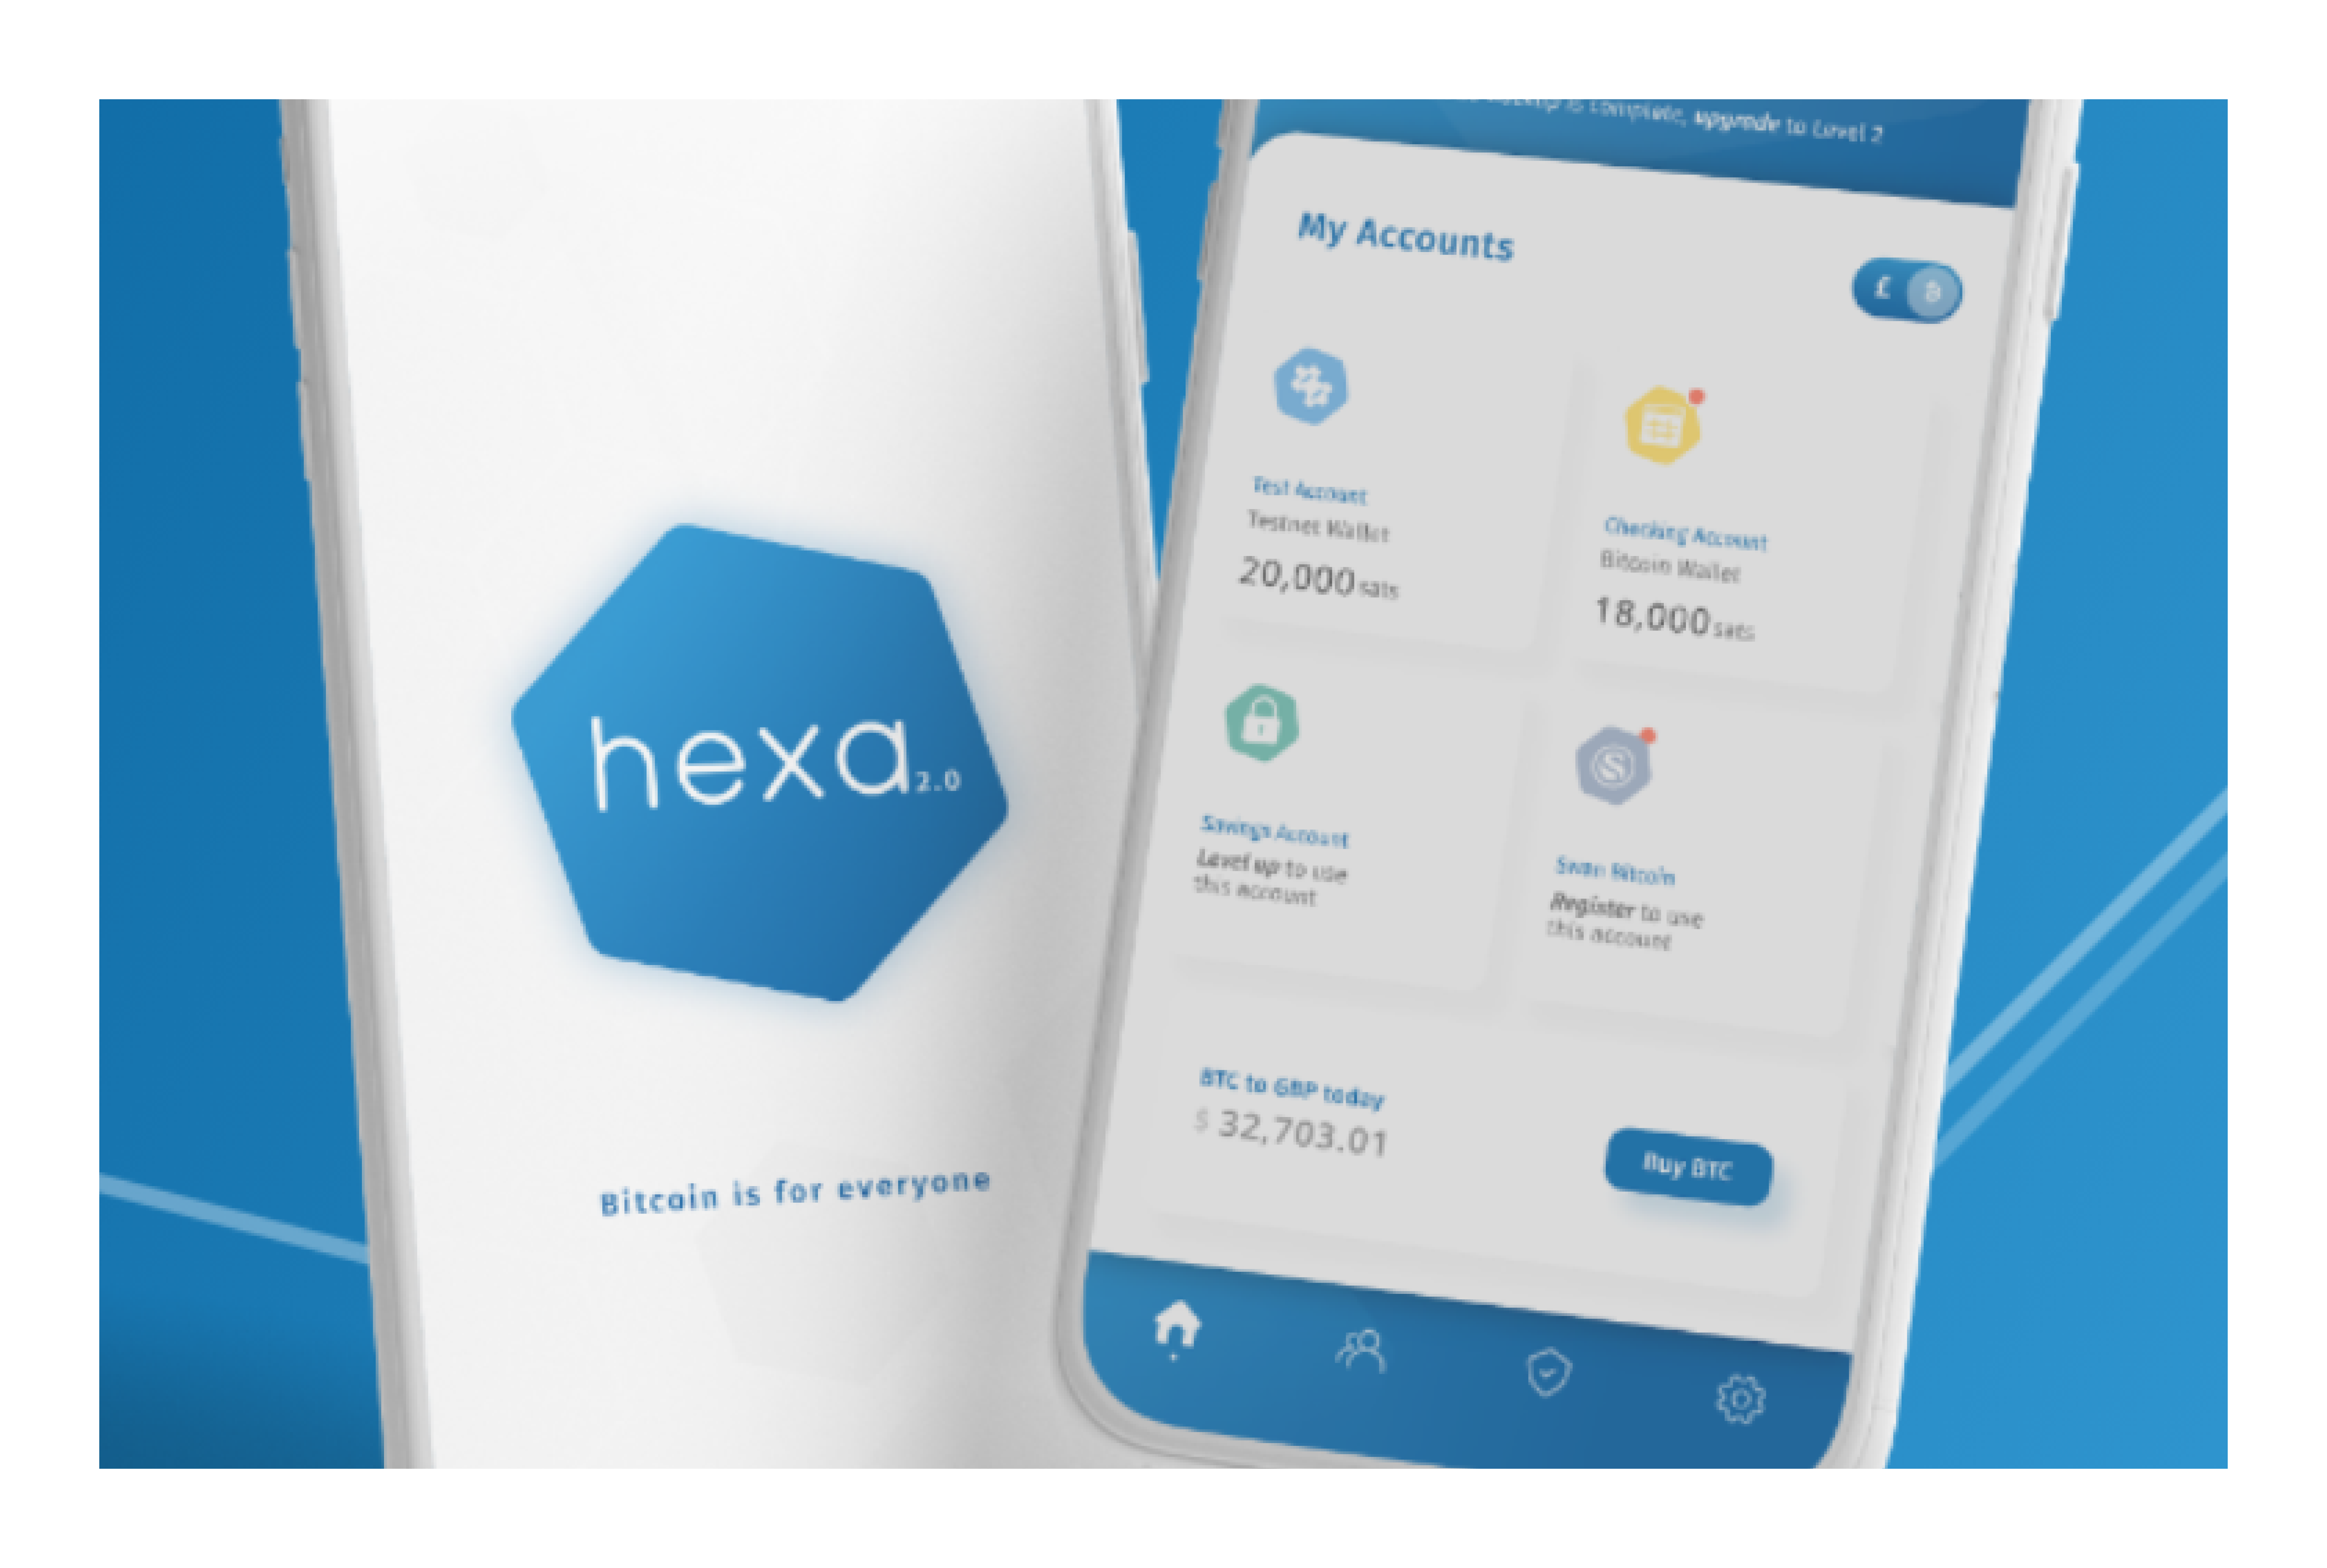 hexa 2.0
Bitcoin is for everyone
is complete, upgrade to Level 2
My Accounts
£ ₿
Test Account
Testnet Wallet
20,000 sats
Checking Account
Bitcoin Wallet
18,000 sats
Savings Account
Level up to use
this account
Swan Bitcoin
Register to use
this account
BTC to GBP today
$ 32,703.01
Buy BTC